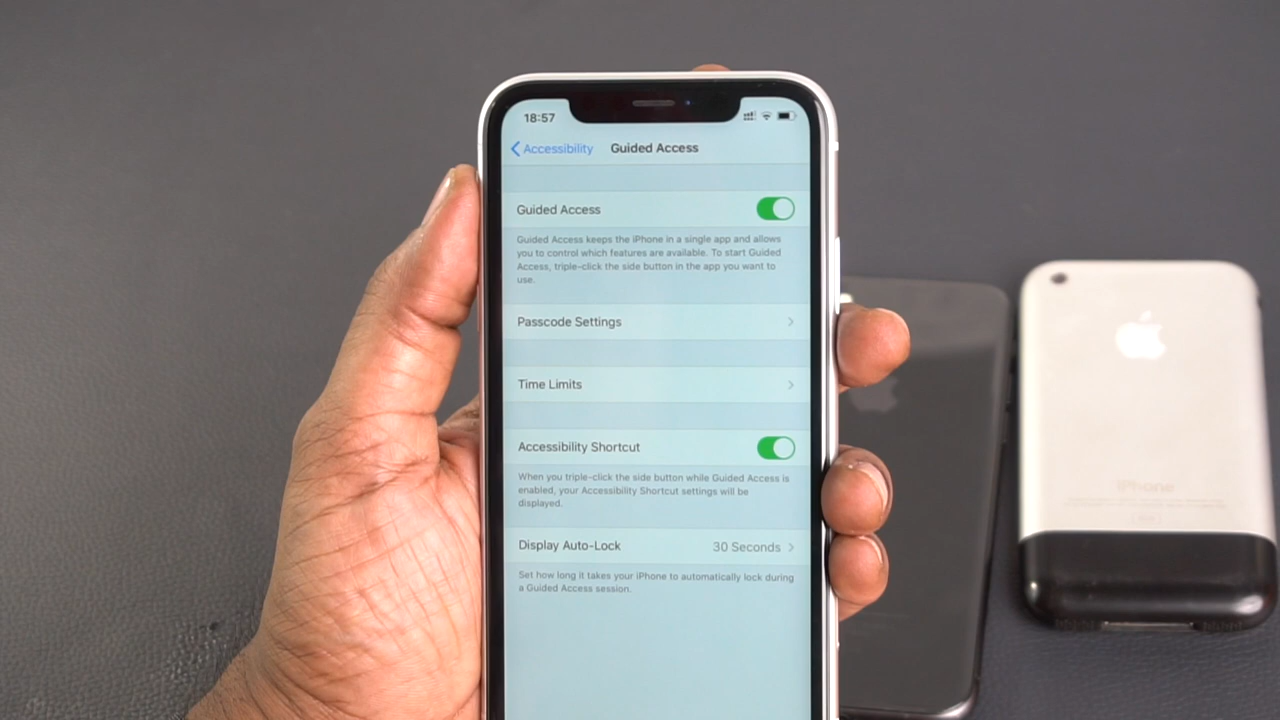 18:57
Accessibility Guided Access
Guided Access
Guided Access keeps the iPhone in a single app and allows
you to control which features are available. To start Guided
Access, triple-click the side button in the app you want to
use.
Passcode Settings
Time Limits
Accessibility Shortcut
When you triple-click the side button while Guided Access is
enabled, your Accessibility Shortcut settings will be
displayed.
Display Auto-Lock 30 Seconds
Set how long it takes your iPhone to automatically lock during
a Guided Access session.
iPhone